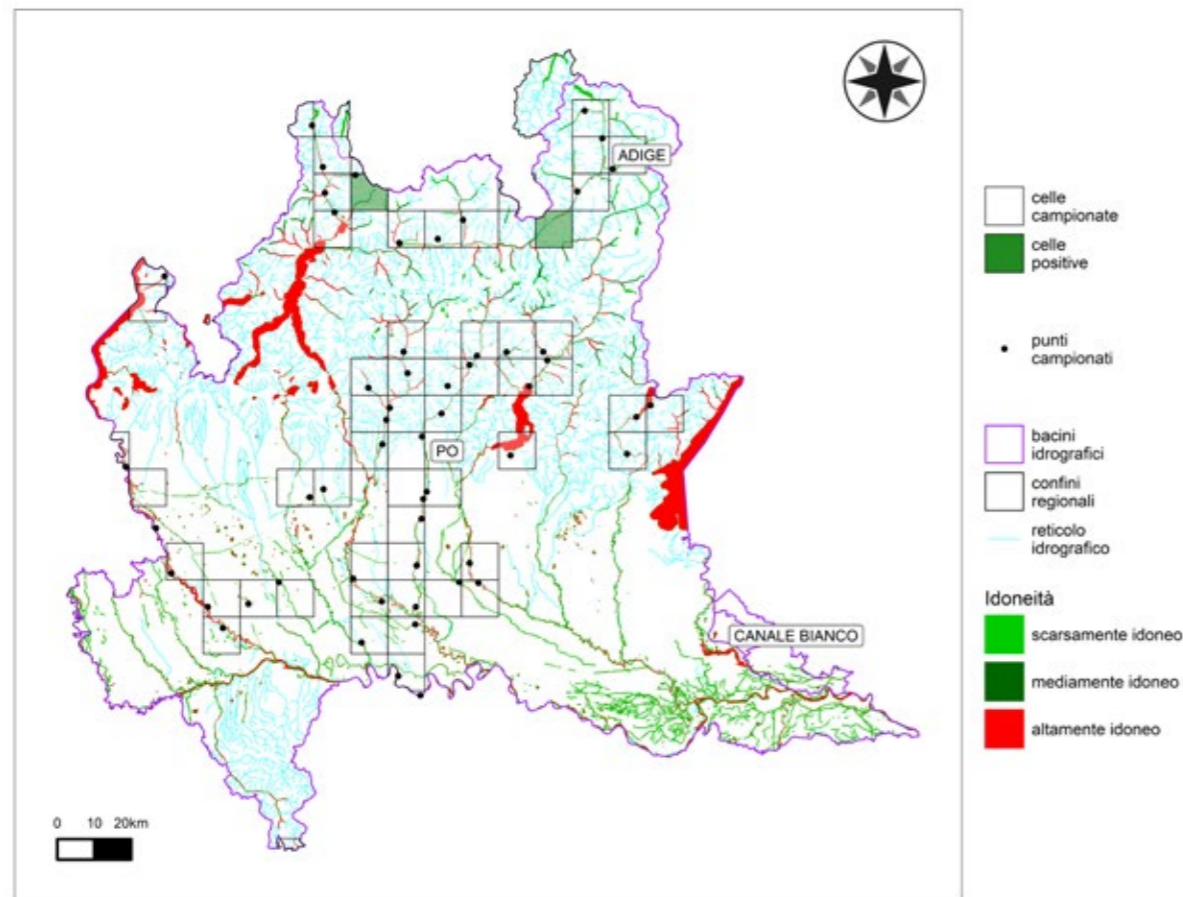 ADIGE
PO
CANALE BIANCO
0 10 20km
celle
campionate
celle
positive
punti
campionati
bacini
idrografici
confini
regionali
reticolo
idrografico
Idoneità
scarsamente idoneo
mediamente idoneo
altamente idoneo